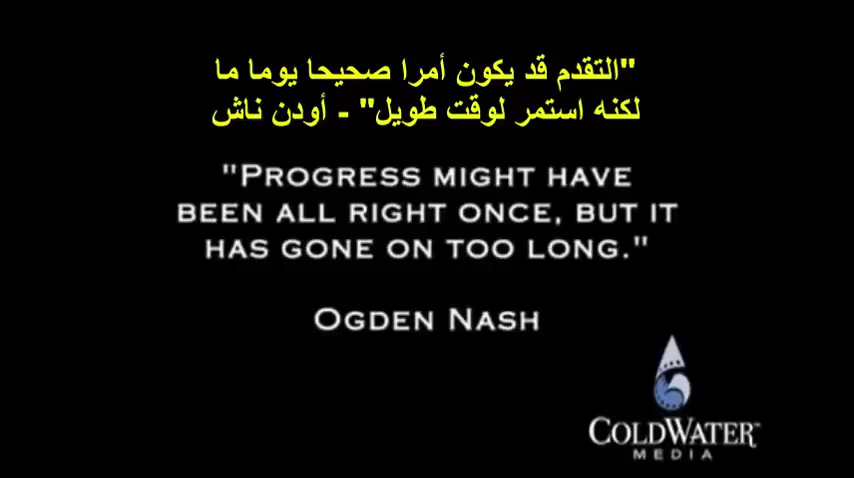 "التقدم قد يكون أمرا صحيحا يوما ما
لكنه استمر لوقت طويل" - أودن ناش
"PROGRESS MIGHT HAVE
BEEN ALL RIGHT ONCE, BUT IT
HAS GONE ON TOO LONG."
OGDEN NASH
COLDWATER™
MEDIA